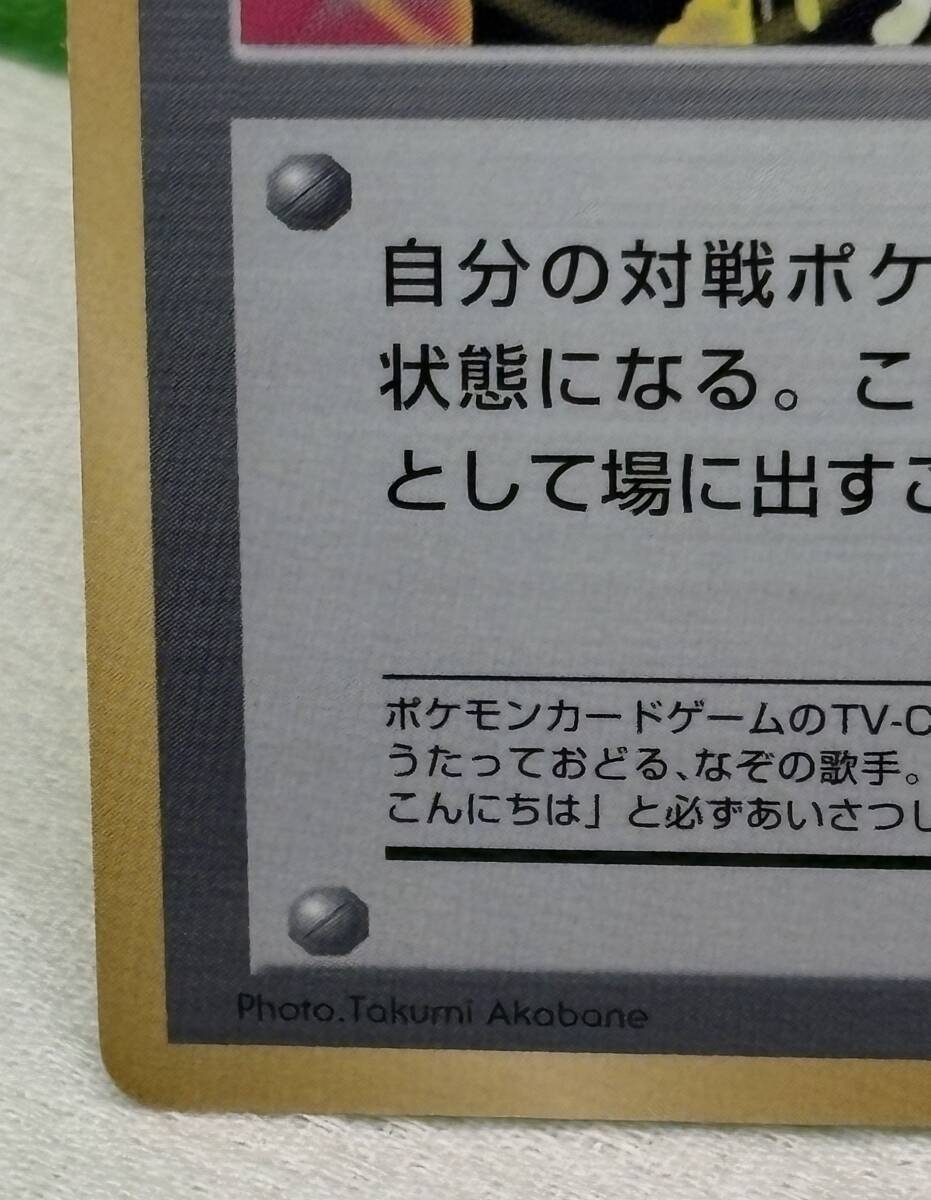 自分の対戦ポケ
状態になる。こ
として場に出すこ
ポケモンカードゲームのTV-C
うたっておどる、なぞの歌手。
こんにちは」と必ずあいさつし
Photo.Takumi Akabane